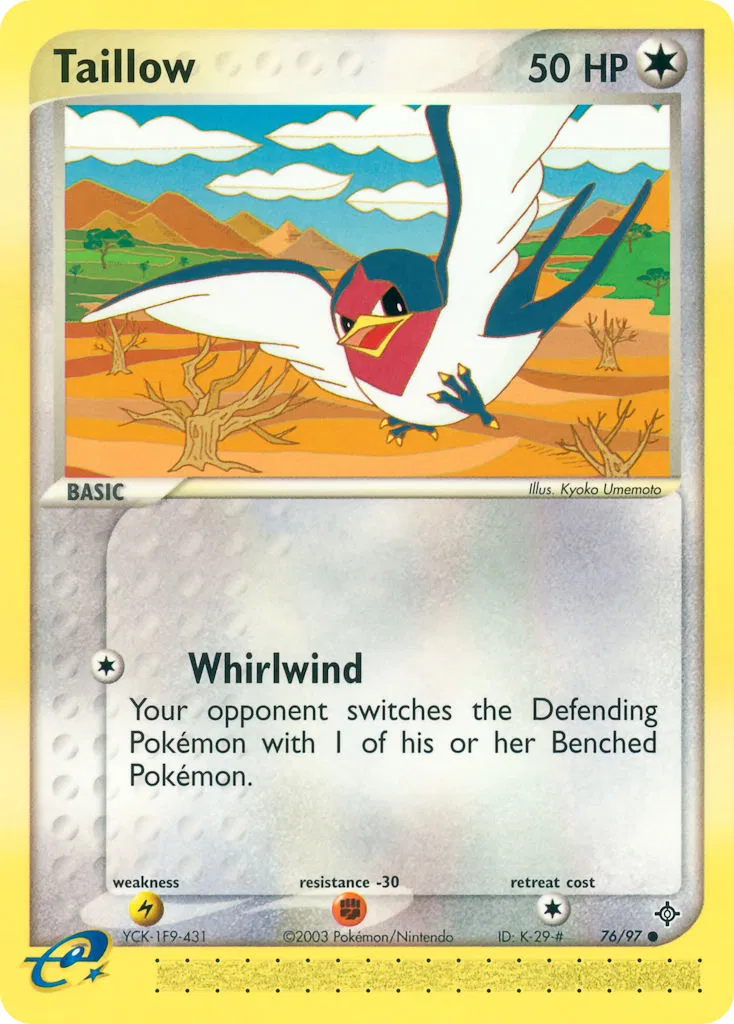 Taillow
50 HP
BASIC
Illus. Kyoko Umemoto
Whirlwind
Your opponent switches the Defending
Pokémon with 1 of his or her Benched
Pokémon.
weakness
resistance -30
retreat cost
YCK-1F9-431
©2003 Pokémon/Nintendo
ID: K-29-#
76/97
e